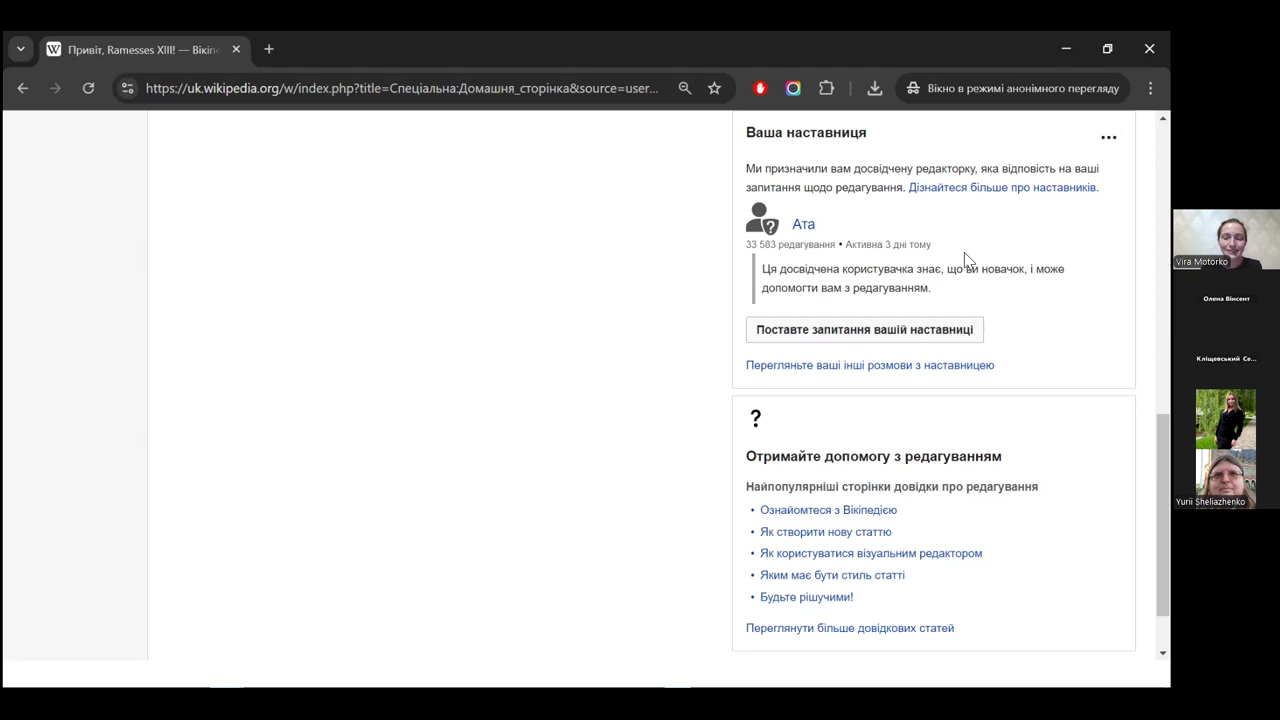 Привіт, Ramesses XIII! — Вікіпе
https://uk.wikipedia.org/w/index.php?title=Спеціальна:Домашня_сторінка&source=user...
Вікно в режимі анонімного перегляду
Ваша наставниця
Ми призначили вам досвідчену редакторку, яка відповість на ваші
запитання щодо редагування. Дізнайтеся більше про наставників.
Ата
33 583 редагування • Активна 3 дні тому
Ця досвідчена користувачка знає, що ви новачок, і може
допомогти вам з редагуванням.
Поставте запитання вашій наставниці
Перегляньте ваші інші розмови з наставницею
?
Отримайте допомогу з редагуванням
Найпопулярніші сторінки довідки про редагування
• Ознайомтеся з Вікіпедією
• Як створити нову статтю
• Як користуватися візуальним редактором
• Яким має бути стиль статті
• Будьте рішучими!
Переглянути більше довідкових статей
Vira Motorko
Олена Вінсент
Кліщевський Се...
Yurii Sheliazhenko